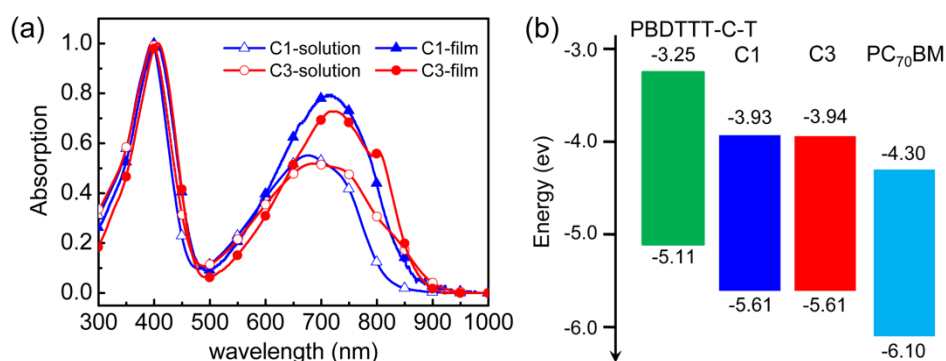 (a)
C1-solution
C1-film
C3-solution
C3-film
Absorption
1.0
0.8
0.6
0.4
0.2
0.0
300 400 500 600 700 800 900 1000
wavelength (nm)
(b)
PBDTTT-C-T
C1 C3 PC₇₀BM
Energy (ev)
-3.0
-4.0
-5.0
-6.0
-3.25
-3.93 -3.94
-4.30
-5.11
-5.61 -5.61
-6.10